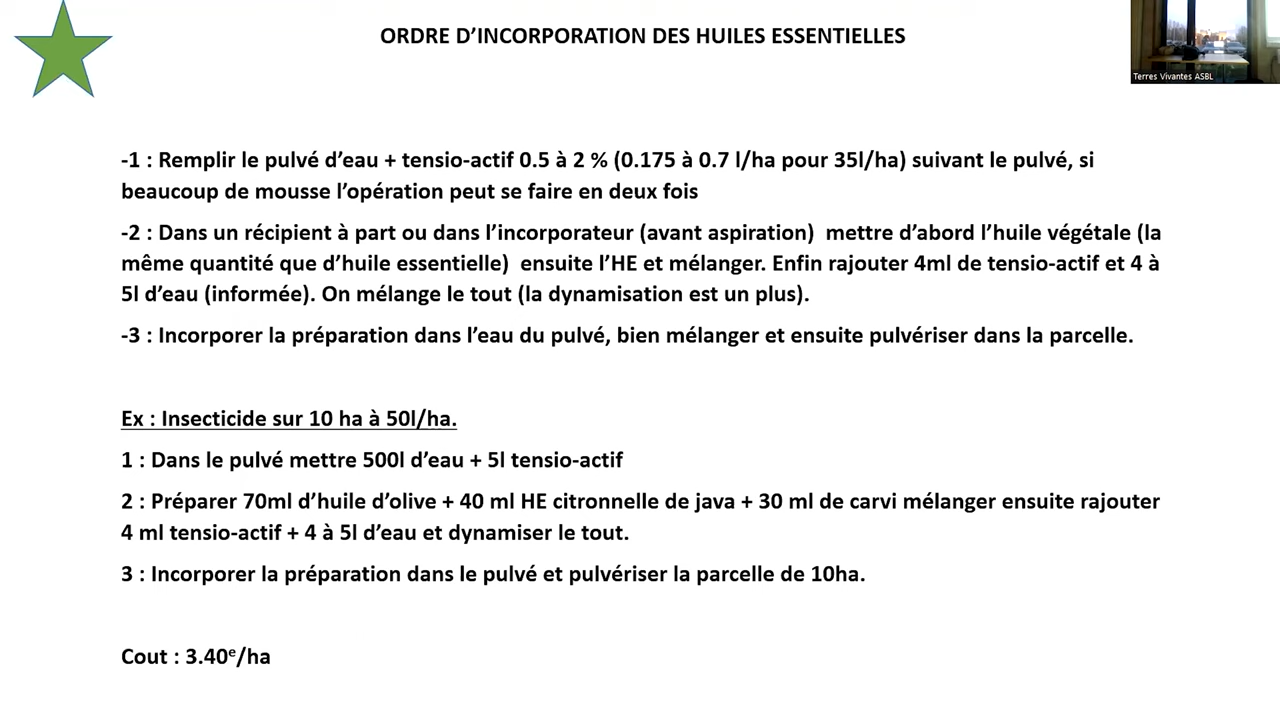 ORDRE D'INCORPORATION DES HUILES ESSENTIELLES
Terres Vivantes ASBL
-1 : Remplir le pulvé d'eau + tensio-actif 0.5 à 2 % (0.175 à 0.7 l/ha pour 35l/ha) suivant le pulvé, si
beaucoup de mousse l'opération peut se faire en deux fois
-2 : Dans un récipient à part ou dans l'incorporateur (avant aspiration) mettre d'abord l'huile végétale (la
même quantité que d'huile essentielle) ensuite l'HE et mélanger. Enfin rajouter 4ml de tensio-actif et 4 à
5l d'eau (informée). On mélange le tout (la dynamisation est un plus).
-3 : Incorporer la préparation dans l'eau du pulvé, bien mélanger et ensuite pulvériser dans la parcelle.
Ex : Insecticide sur 10 ha à 50l/ha.
1 : Dans le pulvé mettre 500l d'eau + 5l tensio-actif
2 : Préparer 70ml d'huile d'olive + 40 ml HE citronnelle de java + 30 ml de carvi mélanger ensuite rajouter
4 ml tensio-actif + 4 à 5l d'eau et dynamiser le tout.
3 : Incorporer la préparation dans le pulvé et pulvériser la parcelle de 10ha.
Cout : 3.40ᵉ/ha